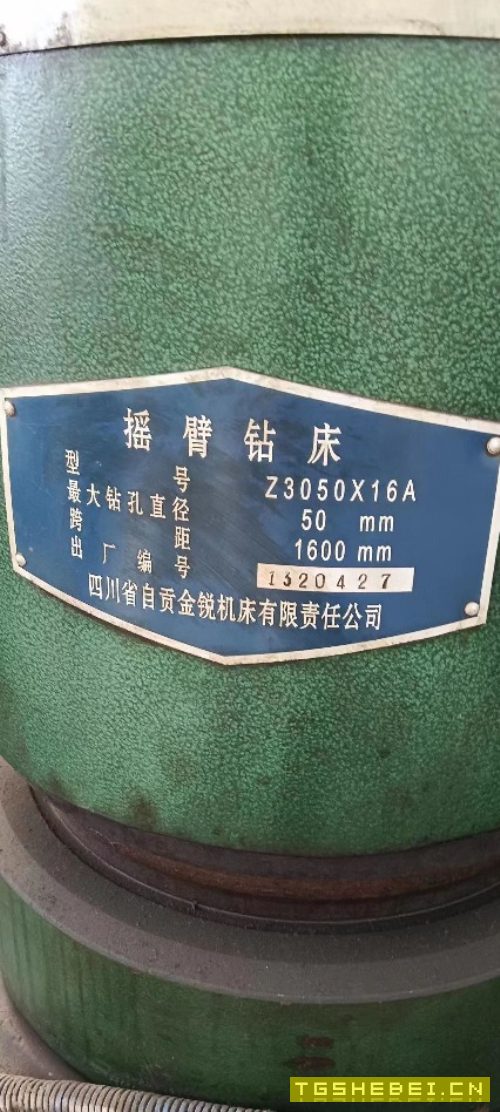 摇臂钻床
型号 Z3050X16A
最大钻孔直径 50 mm
跨距 1600 mm
出厂编号 1320427
四川省自贡金锐机床有限责任公司
TGSHEBEI.CN